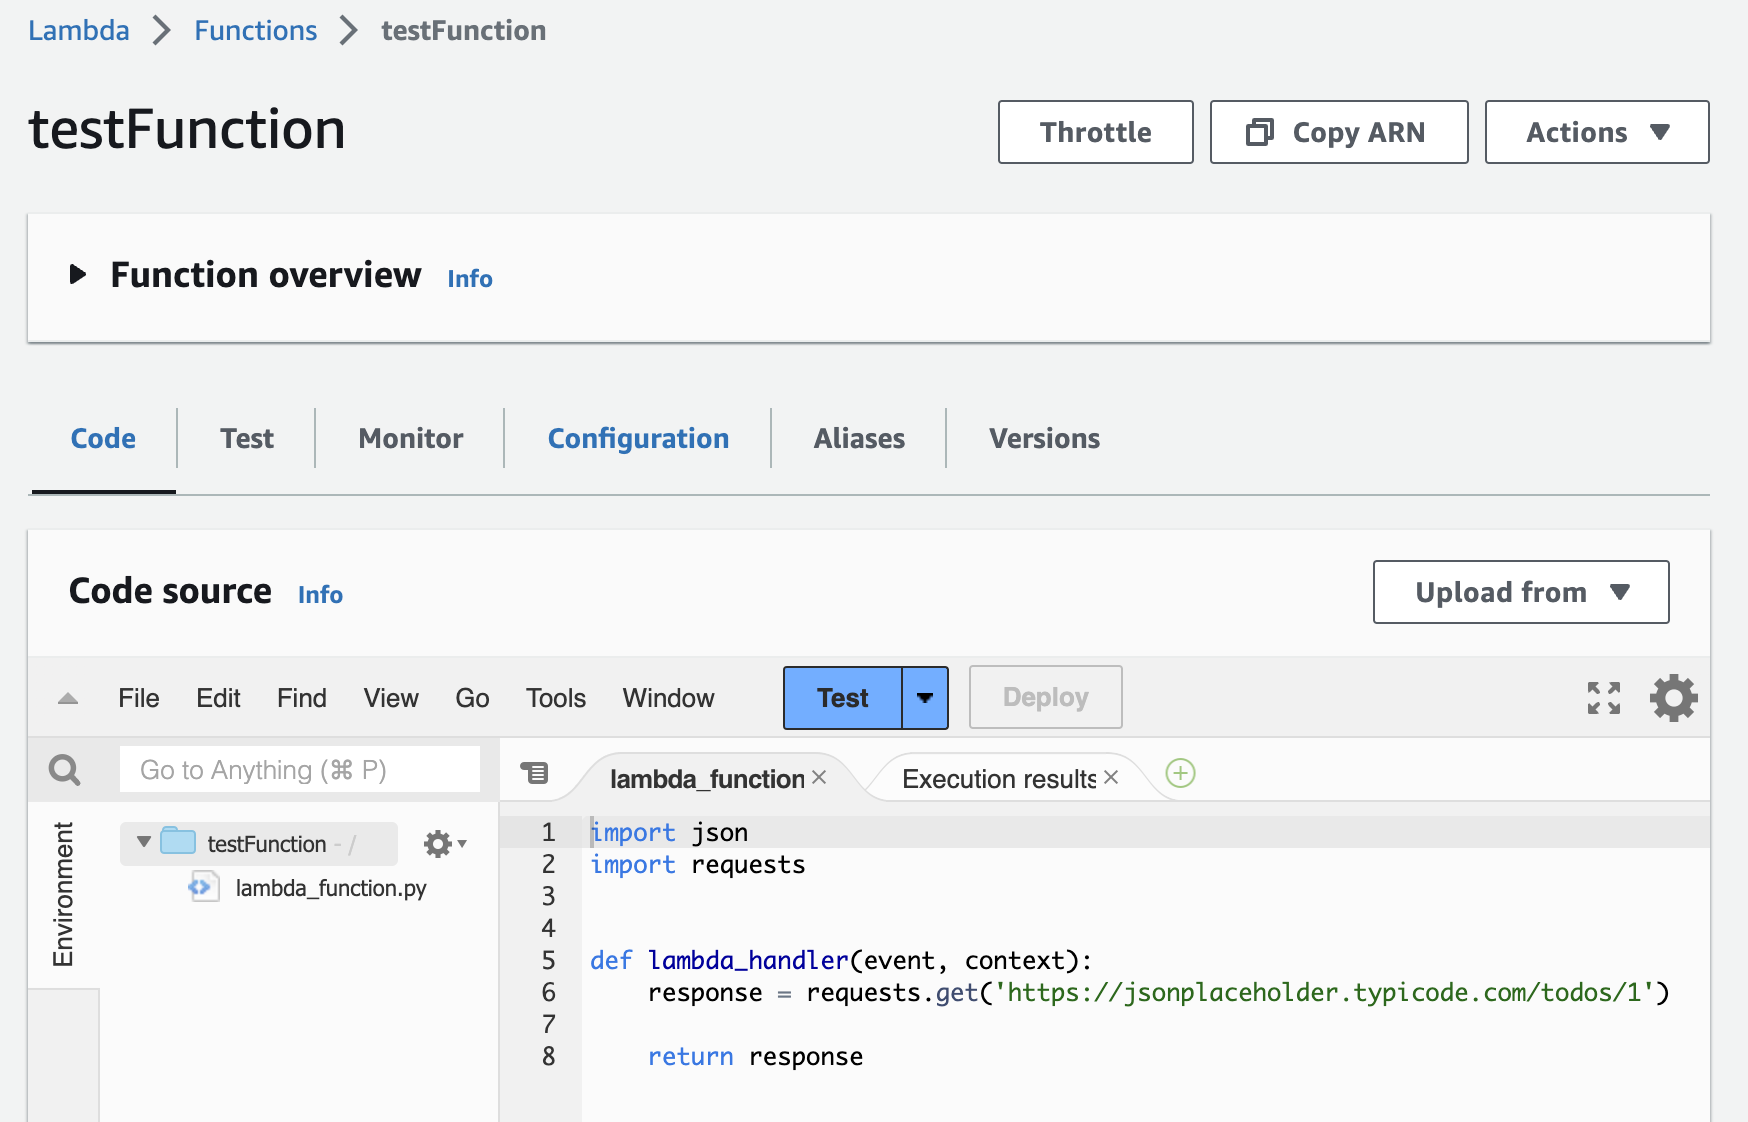 Lambda > Functions > testFunction
testFunction
Throttle
Copy ARN
Actions
Function overview Info
Code
Test
Monitor
Configuration
Aliases
Versions
Code source Info
Upload from
File Edit Find View Go Tools Window
Test
Deploy
Go to Anything (⌘ P)
lambda_function
Execution results
Environment
testFunction - /
lambda_function.py
1 import json
2 import requests
3
4
5 def lambda_handler(event, context):
6     response = requests.get('https://jsonplaceholder.typicode.com/todos/1')
7
8     return response